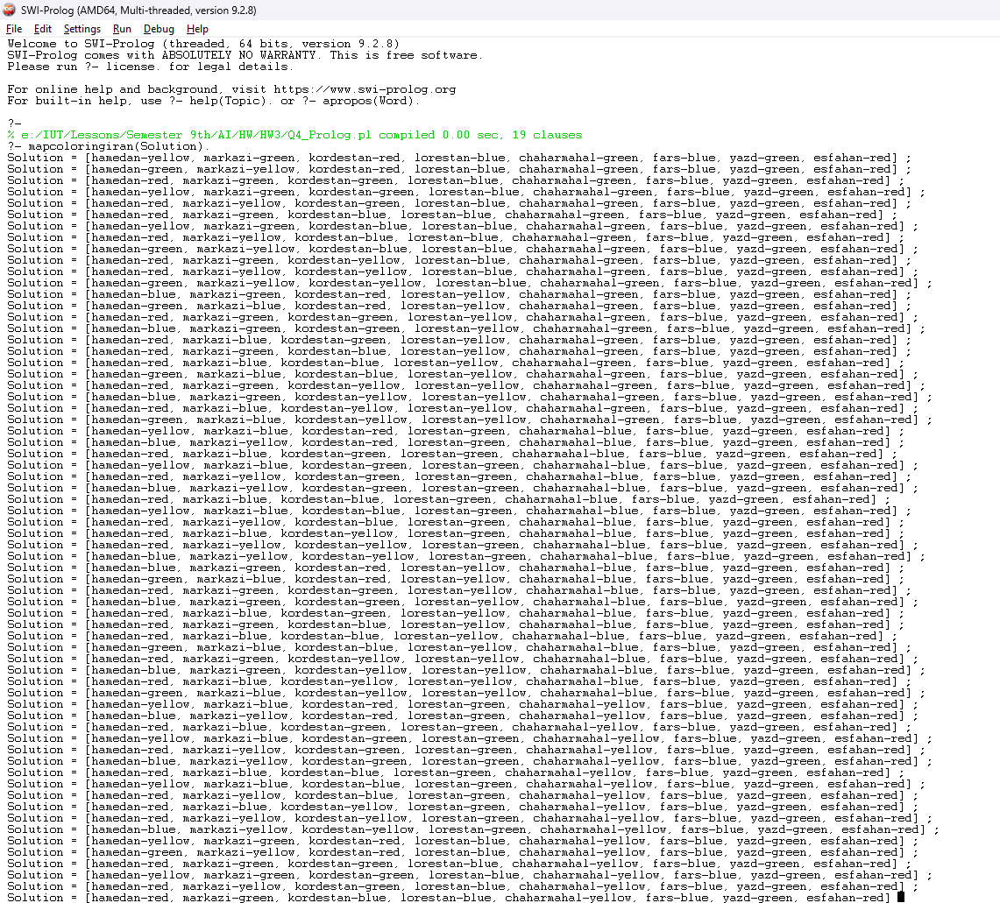 SWI-Prolog (AMD64, Multi-threaded, version 9.2.8)
File Edit Settings Run Debug Help
Welcome to SWI-Prolog (threaded, 64 bits, version 9.2.8)
SWI-Prolog comes with ABSOLUTELY NO WARRANTY. This is free software.
Please run ?- license. for legal details.
For online help and background, visit https://www.swi-prolog.org
For built-in help, use ?- help(Topic). or ?- apropos(Word).
?-
% e:/IUT/Lessons/Semester 9th/AI/HW/HW3/Q4_Prolog.pl compiled 0.00 sec, 19 clauses
?- mapcoloringiran(Solution).
Solution = [hamedan-yellow, markazi-green, kordestan-red, lorestan-blue, chaharmahal-green, fars-blue, yazd-green, esfahan-red] ;
Solution = [hamedan-green, markazi-yellow, kordestan-red, lorestan-blue, chaharmahal-green, fars-blue, yazd-green, esfahan-red] ;
Solution = [hamedan-red, markazi-green, kordestan-green, lorestan-blue, chaharmahal-green, fars-blue, yazd-green, esfahan-red] ;
Solution = [hamedan-yellow, markazi-green, kordestan-green, lorestan-blue, chaharmahal-green, fars-blue, yazd-green, esfahan-red] ;
Solution = [hamedan-red, markazi-yellow, kordestan-green, lorestan-blue, chaharmahal-green, fars-blue, yazd-green, esfahan-red] ;
Solution = [hamedan-red, markazi-green, kordestan-blue, lorestan-blue, chaharmahal-green, fars-blue, yazd-green, esfahan-red] ;
Solution = [hamedan-yellow, markazi-green, kordestan-blue, lorestan-blue, chaharmahal-green, fars-blue, yazd-green, esfahan-red] ;
Solution = [hamedan-red, markazi-yellow, kordestan-blue, lorestan-blue, chaharmahal-green, fars-blue, yazd-green, esfahan-red] ;
Solution = [hamedan-green, markazi-yellow, kordestan-blue, lorestan-blue, chaharmahal-green, fars-blue, yazd-green, esfahan-red] ;
Solution = [hamedan-red, markazi-green, kordestan-yellow, lorestan-blue, chaharmahal-green, fars-blue, yazd-green, esfahan-red] ;
Solution = [hamedan-red, markazi-yellow, kordestan-yellow, lorestan-blue, chaharmahal-green, fars-blue, yazd-green, esfahan-red] ;
Solution = [hamedan-green, markazi-yellow, kordestan-yellow, lorestan-blue, chaharmahal-green, fars-blue, yazd-green, esfahan-red] ;
Solution = [hamedan-blue, markazi-green, kordestan-red, lorestan-yellow, chaharmahal-green, fars-blue, yazd-green, esfahan-red] ;
Solution = [hamedan-green, markazi-blue, kordestan-red, lorestan-yellow, chaharmahal-green, fars-blue, yazd-green, esfahan-red] ;
Solution = [hamedan-red, markazi-green, kordestan-green, lorestan-yellow, chaharmahal-green, fars-blue, yazd-green, esfahan-red] ;
Solution = [hamedan-blue, markazi-green, kordestan-green, lorestan-yellow, chaharmahal-green, fars-blue, yazd-green, esfahan-red] ;
Solution = [hamedan-red, markazi-blue, kordestan-green, lorestan-yellow, chaharmahal-green, fars-blue, yazd-green, esfahan-red] ;
Solution = [hamedan-red, markazi-green, kordestan-blue, lorestan-yellow, chaharmahal-green, fars-blue, yazd-green, esfahan-red] ;
Solution = [hamedan-red, markazi-blue, kordestan-blue, lorestan-yellow, chaharmahal-green, fars-blue, yazd-green, esfahan-red] ;
Solution = [hamedan-green, markazi-blue, kordestan-blue, lorestan-yellow, chaharmahal-green, fars-blue, yazd-green, esfahan-red] ;
Solution = [hamedan-red, markazi-green, kordestan-yellow, lorestan-yellow, chaharmahal-green, fars-blue, yazd-green, esfahan-red] ;
Solution = [hamedan-blue, markazi-green, kordestan-yellow, lorestan-yellow, chaharmahal-green, fars-blue, yazd-green, esfahan-red] ;
Solution = [hamedan-red, markazi-blue, kordestan-yellow, lorestan-yellow, chaharmahal-green, fars-blue, yazd-green, esfahan-red] ;
Solution = [hamedan-green, markazi-blue, kordestan-yellow, lorestan-yellow, chaharmahal-green, fars-blue, yazd-green, esfahan-red] ;
Solution = [hamedan-yellow, markazi-blue, kordestan-red, lorestan-green, chaharmahal-blue, fars-blue, yazd-green, esfahan-red] ;
Solution = [hamedan-blue, markazi-yellow, kordestan-red, lorestan-green, chaharmahal-blue, fars-blue, yazd-green, esfahan-red] ;
Solution = [hamedan-red, markazi-blue, kordestan-green, lorestan-green, chaharmahal-blue, fars-blue, yazd-green, esfahan-red] ;
Solution = [hamedan-yellow, markazi-blue, kordestan-green, lorestan-green, chaharmahal-blue, fars-blue, yazd-green, esfahan-red] ;
Solution = [hamedan-red, markazi-yellow, kordestan-green, lorestan-green, chaharmahal-blue, fars-blue, yazd-green, esfahan-red] ;
Solution = [hamedan-blue, markazi-yellow, kordestan-green, lorestan-green, chaharmahal-blue, fars-blue, yazd-green, esfahan-red] ;
Solution = [hamedan-red, markazi-blue, kordestan-blue, lorestan-green, chaharmahal-blue, fars-blue, yazd-green, esfahan-red] ;
Solution = [hamedan-yellow, markazi-blue, kordestan-blue, lorestan-green, chaharmahal-blue, fars-blue, yazd-green, esfahan-red] ;
Solution = [hamedan-red, markazi-yellow, kordestan-blue, lorestan-green, chaharmahal-blue, fars-blue, yazd-green, esfahan-red] ;
Solution = [hamedan-red, markazi-blue, kordestan-yellow, lorestan-green, chaharmahal-blue, fars-blue, yazd-green, esfahan-red] ;
Solution = [hamedan-red, markazi-yellow, kordestan-yellow, lorestan-green, chaharmahal-blue, fars-blue, yazd-green, esfahan-red] ;
Solution = [hamedan-blue, markazi-yellow, kordestan-yellow, lorestan-green, chaharmahal-blue, fars-blue, yazd-green, esfahan-red] ;
Solution = [hamedan-blue, markazi-green, kordestan-red, lorestan-yellow, chaharmahal-blue, fars-blue, yazd-green, esfahan-red] ;
Solution = [hamedan-green, markazi-blue, kordestan-red, lorestan-yellow, chaharmahal-blue, fars-blue, yazd-green, esfahan-red] ;
Solution = [hamedan-red, markazi-green, kordestan-green, lorestan-yellow, chaharmahal-blue, fars-blue, yazd-green, esfahan-red] ;
Solution = [hamedan-blue, markazi-green, kordestan-green, lorestan-yellow, chaharmahal-blue, fars-blue, yazd-green, esfahan-red] ;
Solution = [hamedan-red, markazi-blue, kordestan-green, lorestan-yellow, chaharmahal-blue, fars-blue, yazd-green, esfahan-red] ;
Solution = [hamedan-red, markazi-green, kordestan-blue, lorestan-yellow, chaharmahal-blue, fars-blue, yazd-green, esfahan-red] ;
Solution = [hamedan-red, markazi-blue, kordestan-blue, lorestan-yellow, chaharmahal-blue, fars-blue, yazd-green, esfahan-red] ;
Solution = [hamedan-green, markazi-blue, kordestan-blue, lorestan-yellow, chaharmahal-blue, fars-blue, yazd-green, esfahan-red] ;
Solution = [hamedan-red, markazi-green, kordestan-yellow, lorestan-yellow, chaharmahal-blue, fars-blue, yazd-green, esfahan-red] ;
Solution = [hamedan-blue, markazi-green, kordestan-yellow, lorestan-yellow, chaharmahal-blue, fars-blue, yazd-green, esfahan-red] ;
Solution = [hamedan-red, markazi-blue, kordestan-yellow, lorestan-yellow, chaharmahal-blue, fars-blue, yazd-green, esfahan-red] ;
Solution = [hamedan-green, markazi-blue, kordestan-yellow, lorestan-yellow, chaharmahal-blue, fars-blue, yazd-green, esfahan-red] ;
Solution = [hamedan-yellow, markazi-blue, kordestan-red, lorestan-green, chaharmahal-yellow, fars-blue, yazd-green, esfahan-red] ;
Solution = [hamedan-blue, markazi-yellow, kordestan-red, lorestan-green, chaharmahal-yellow, fars-blue, yazd-green, esfahan-red] ;
Solution = [hamedan-red, markazi-blue, kordestan-green, lorestan-green, chaharmahal-yellow, fars-blue, yazd-green, esfahan-red] ;
Solution = [hamedan-yellow, markazi-blue, kordestan-green, lorestan-green, chaharmahal-yellow, fars-blue, yazd-green, esfahan-red] ;
Solution = [hamedan-red, markazi-yellow, kordestan-green, lorestan-green, chaharmahal-yellow, fars-blue, yazd-green, esfahan-red] ;
Solution = [hamedan-blue, markazi-yellow, kordestan-green, lorestan-green, chaharmahal-yellow, fars-blue, yazd-green, esfahan-red] ;
Solution = [hamedan-red, markazi-blue, kordestan-blue, lorestan-green, chaharmahal-yellow, fars-blue, yazd-green, esfahan-red] ;
Solution = [hamedan-yellow, markazi-blue, kordestan-blue, lorestan-green, chaharmahal-yellow, fars-blue, yazd-green, esfahan-red] ;
Solution = [hamedan-red, markazi-yellow, kordestan-blue, lorestan-green, chaharmahal-yellow, fars-blue, yazd-green, esfahan-red] ;
Solution = [hamedan-red, markazi-blue, kordestan-yellow, lorestan-green, chaharmahal-yellow, fars-blue, yazd-green, esfahan-red] ;
Solution = [hamedan-red, markazi-yellow, kordestan-yellow, lorestan-green, chaharmahal-yellow, fars-blue, yazd-green, esfahan-red] ;
Solution = [hamedan-blue, markazi-yellow, kordestan-yellow, lorestan-green, chaharmahal-yellow, fars-blue, yazd-green, esfahan-red] ;
Solution = [hamedan-yellow, markazi-green, kordestan-red, lorestan-blue, chaharmahal-yellow, fars-blue, yazd-green, esfahan-red] ;
Solution = [hamedan-green, markazi-yellow, kordestan-red, lorestan-blue, chaharmahal-yellow, fars-blue, yazd-green, esfahan-red] ;
Solution = [hamedan-red, markazi-green, kordestan-green, lorestan-blue, chaharmahal-yellow, fars-blue, yazd-green, esfahan-red] ;
Solution = [hamedan-yellow, markazi-green, kordestan-green, lorestan-blue, chaharmahal-yellow, fars-blue, yazd-green, esfahan-red] ;
Solution = [hamedan-red, markazi-yellow, kordestan-green, lorestan-blue, chaharmahal-yellow, fars-blue, yazd-green, esfahan-red] ;
Solution = [hamedan-red, markazi-green, kordestan-blue, lorestan-blue, chaharmahal-yellow, fars-blue, yazd-green, esfahan-red]